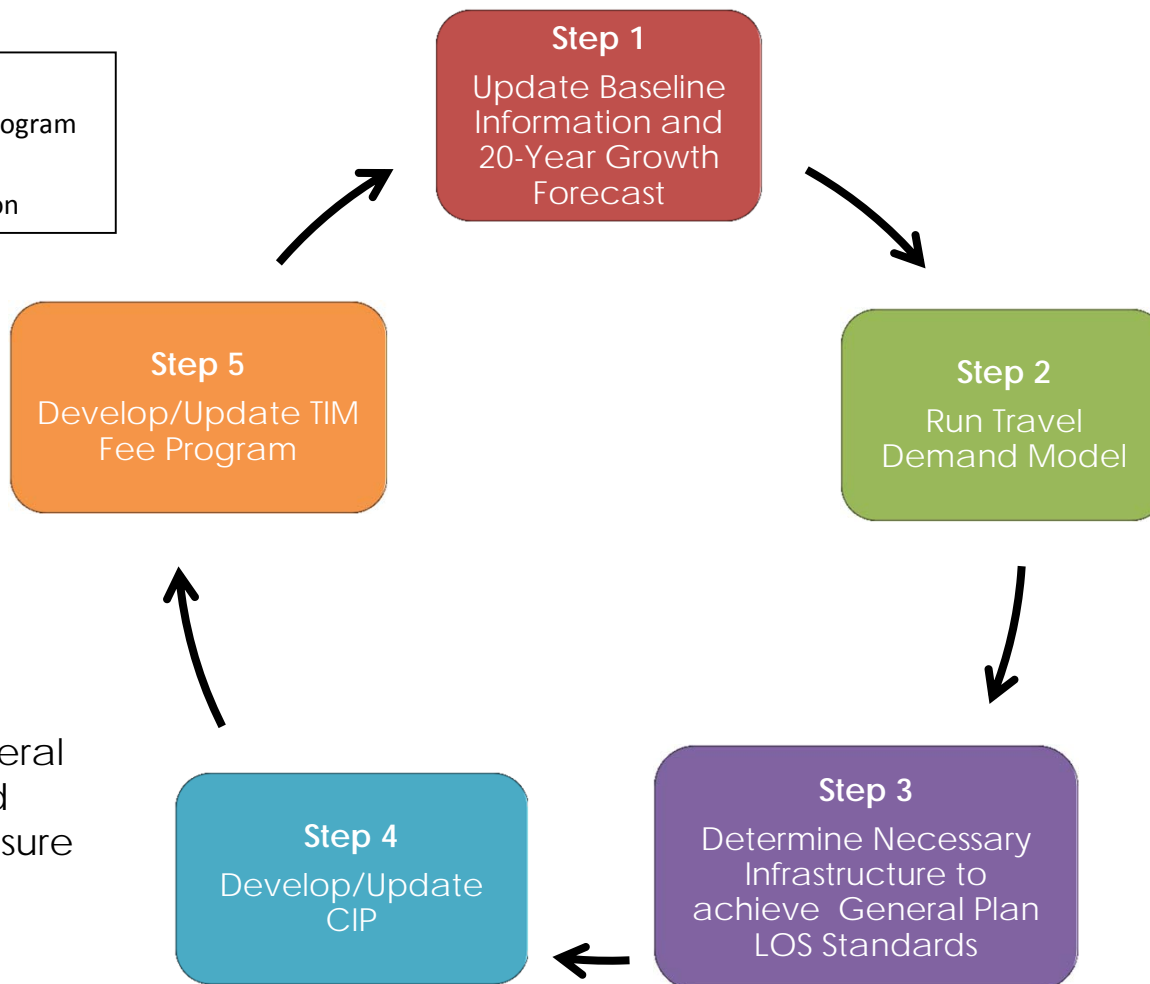 ogram
on
Step 1
Update Baseline
Information and
20-Year Growth
Forecast
Step 2
Run Travel
Demand Model
Step 3
Determine Necessary
Infrastructure to
achieve General Plan
LOS Standards
Step 4
Develop/Update
CIP
Step 5
Develop/Update TIM
Fee Program
eral
d
sure